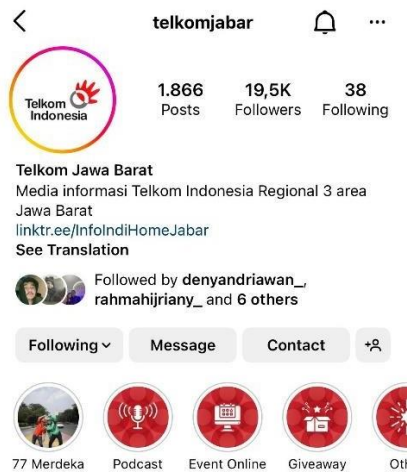 telkomjabar
Telkom
Indonesia
1.866
Posts
19,5K
Followers
38
Following
Telkom Jawa Barat
Media informasi Telkom Indonesia Regional 3 area
Jawa Barat
linktr.ee/InfoIndiHomeJabar
See Translation
Followed by denyandriawan_,
rahmahijriany_ and 6 others
Following
Message
Contact
77 Merdeka
Podcast
Event Online
Giveaway